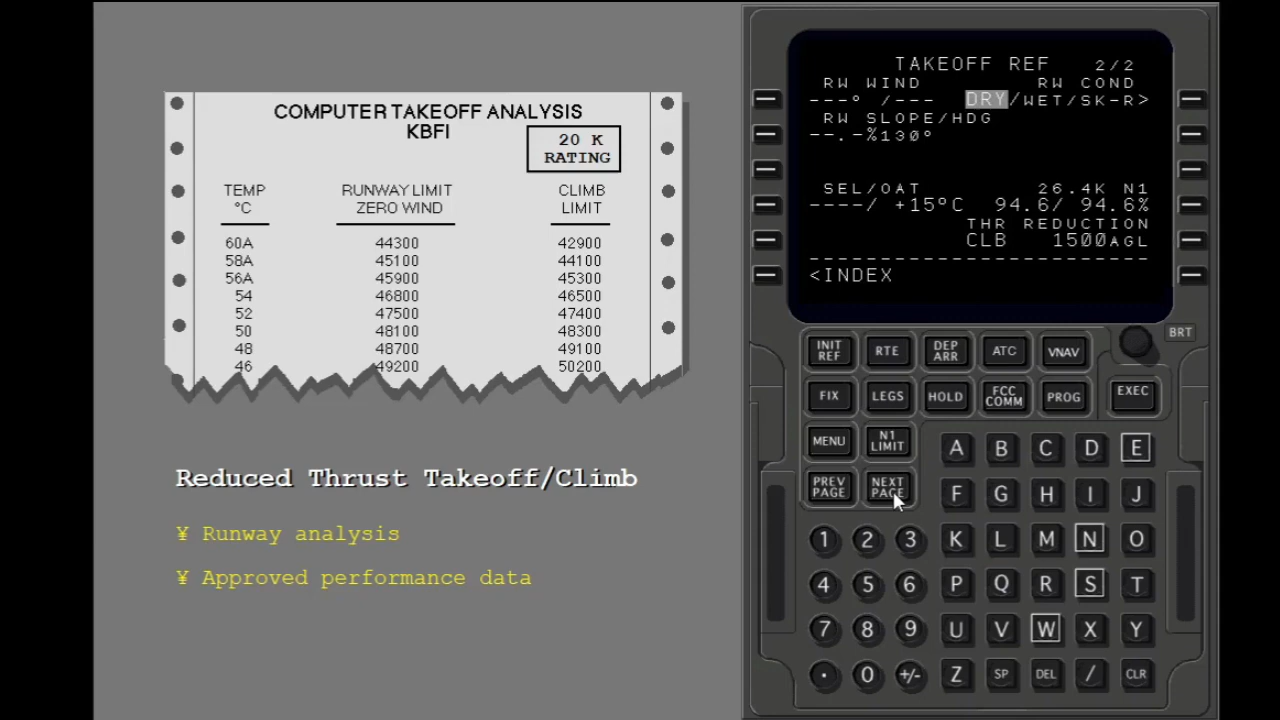 COMPUTER TAKEOFF ANALYSIS
KBFI
20 K
RATING
TEMP RUNWAY LIMIT CLIMB
°C ZERO WIND LIMIT
60A 44300 42900
58A 45100 44100
56A 45900 45300
54 46800 46500
52 47500 47400
50 48100 48300
48 48700 49100
46 49200 50200
Reduced Thrust Takeoff/Climb
¥ Runway analysis
¥ Approved performance data
TAKEOFF REF 2/2
RW WIND RW COND
---° /--- DRY/WET/SK-R>
RW SLOPE/HDG
--.-%130°
SEL/OAT 26.4K N1
----/ +15°C 94.6/ 94.6%
THR REDUCTION
CLB 1500AGL
------------------------
<INDEX
BRT
INIT REF RTE DEP ARR ATC VNAV
FIX LEGS HOLD FCC COMM PROG EXEC
MENU N1 LIMIT
PREV PAGE NEXT PAGE
A B C D E
F G H I J
1 2 3 K L M N O
4 5 6 P Q R S T
7 8 9 U V W X Y
. 0 +/- Z SP DEL / CLR